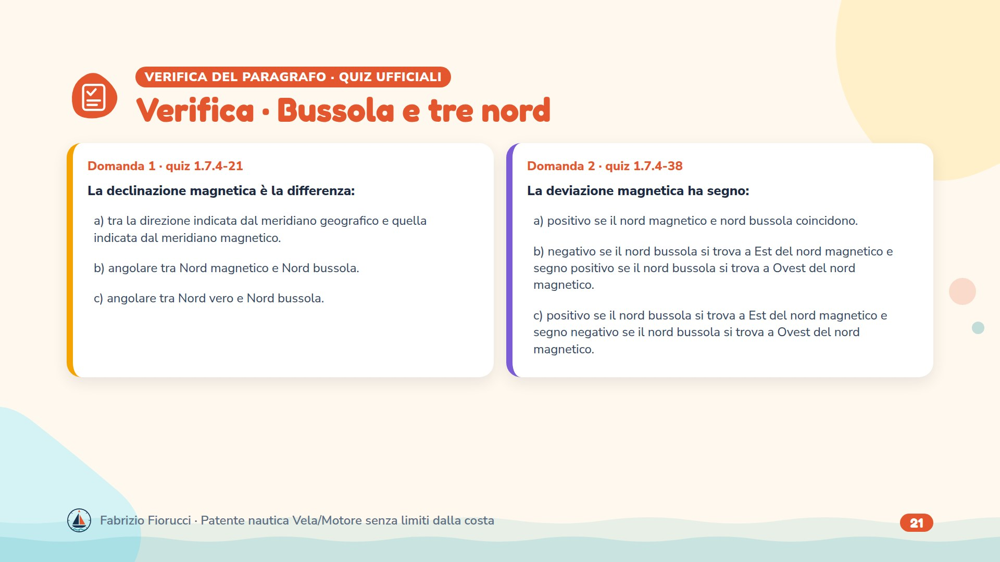 VERIFICA DEL PARAGRAFO · QUIZ UFFICIALI
Verifica · Bussola e tre nord
Domanda 1 · quiz 1.7.4-21
La declinazione magnetica è la differenza:
a) tra la direzione indicata dal meridiano geografico e quella
indicata dal meridiano magnetico.
b) angolare tra Nord magnetico e Nord bussola.
c) angolare tra Nord vero e Nord bussola.
Domanda 2 · quiz 1.7.4-38
La deviazione magnetica ha segno:
a) positivo se il nord magnetico e nord bussola coincidono.
b) negativo se il nord bussola si trova a Est del nord magnetico e
segno positivo se il nord bussola si trova a Ovest del nord
magnetico.
c) positivo se il nord bussola si trova a Est del nord magnetico e
segno negativo se il nord bussola si trova a Ovest del nord
magnetico.
Fabrizio Fiorucci · Patente nautica Vela/Motore senza limiti dalla costa
21